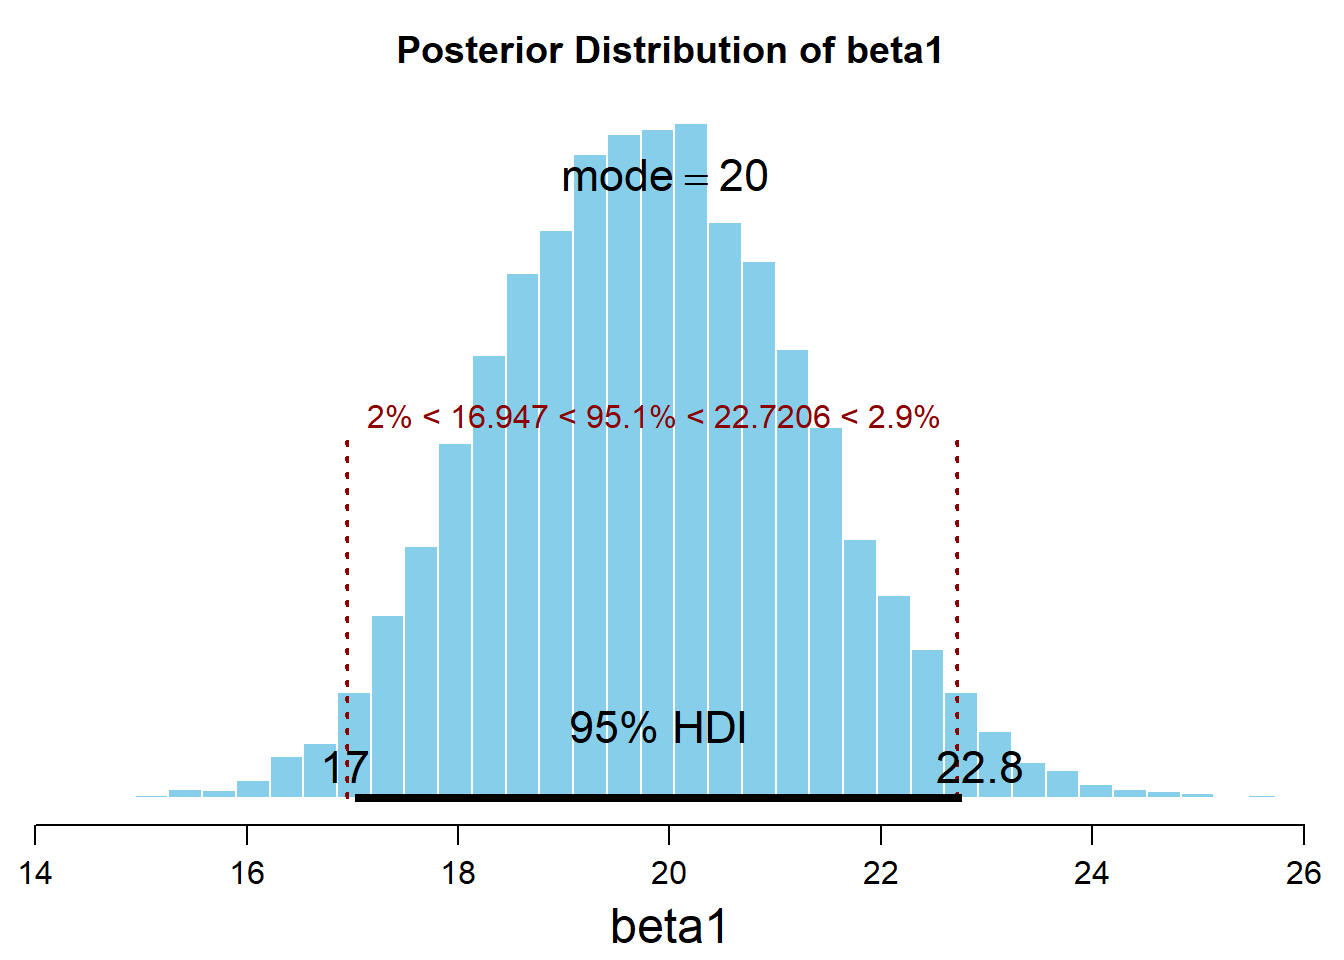 Posterior Distribution of beta1
mode = 20
2% < 16.947 < 95.1% < 22.7206 < 2.9%
95% HDI
17 22.8
14 16 18 20 22 24 26
beta1